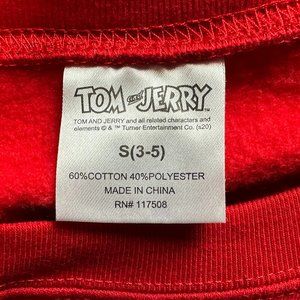 TOM AND JERRY
TOM AND JERRY and all related characters and
elements © & ™ Turner Entertainment Co. (s20)
S(3-5)
60%COTTON 40%POLYESTER
MADE IN CHINA
RN# 117508